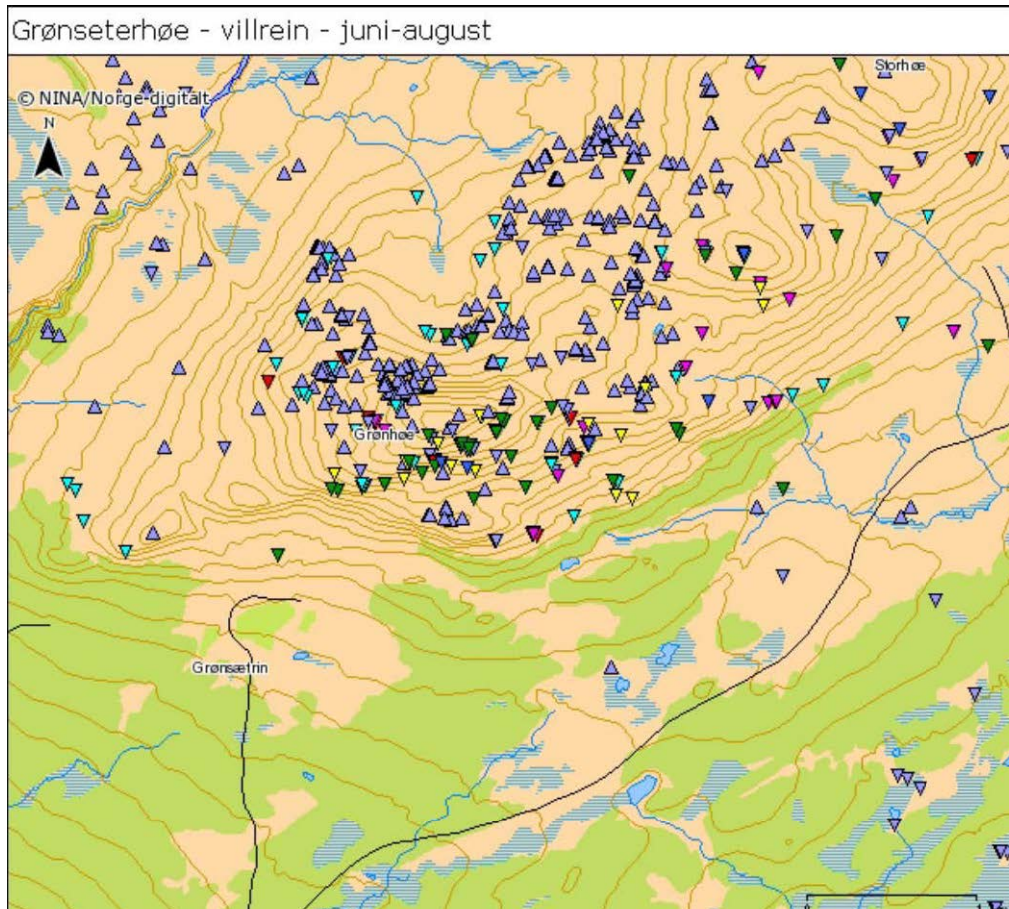 Grønseterhøe - villrein - juni-august
Storhøe
© NINA/Norge digitalt
N
Grønhøe
Grønsætrin